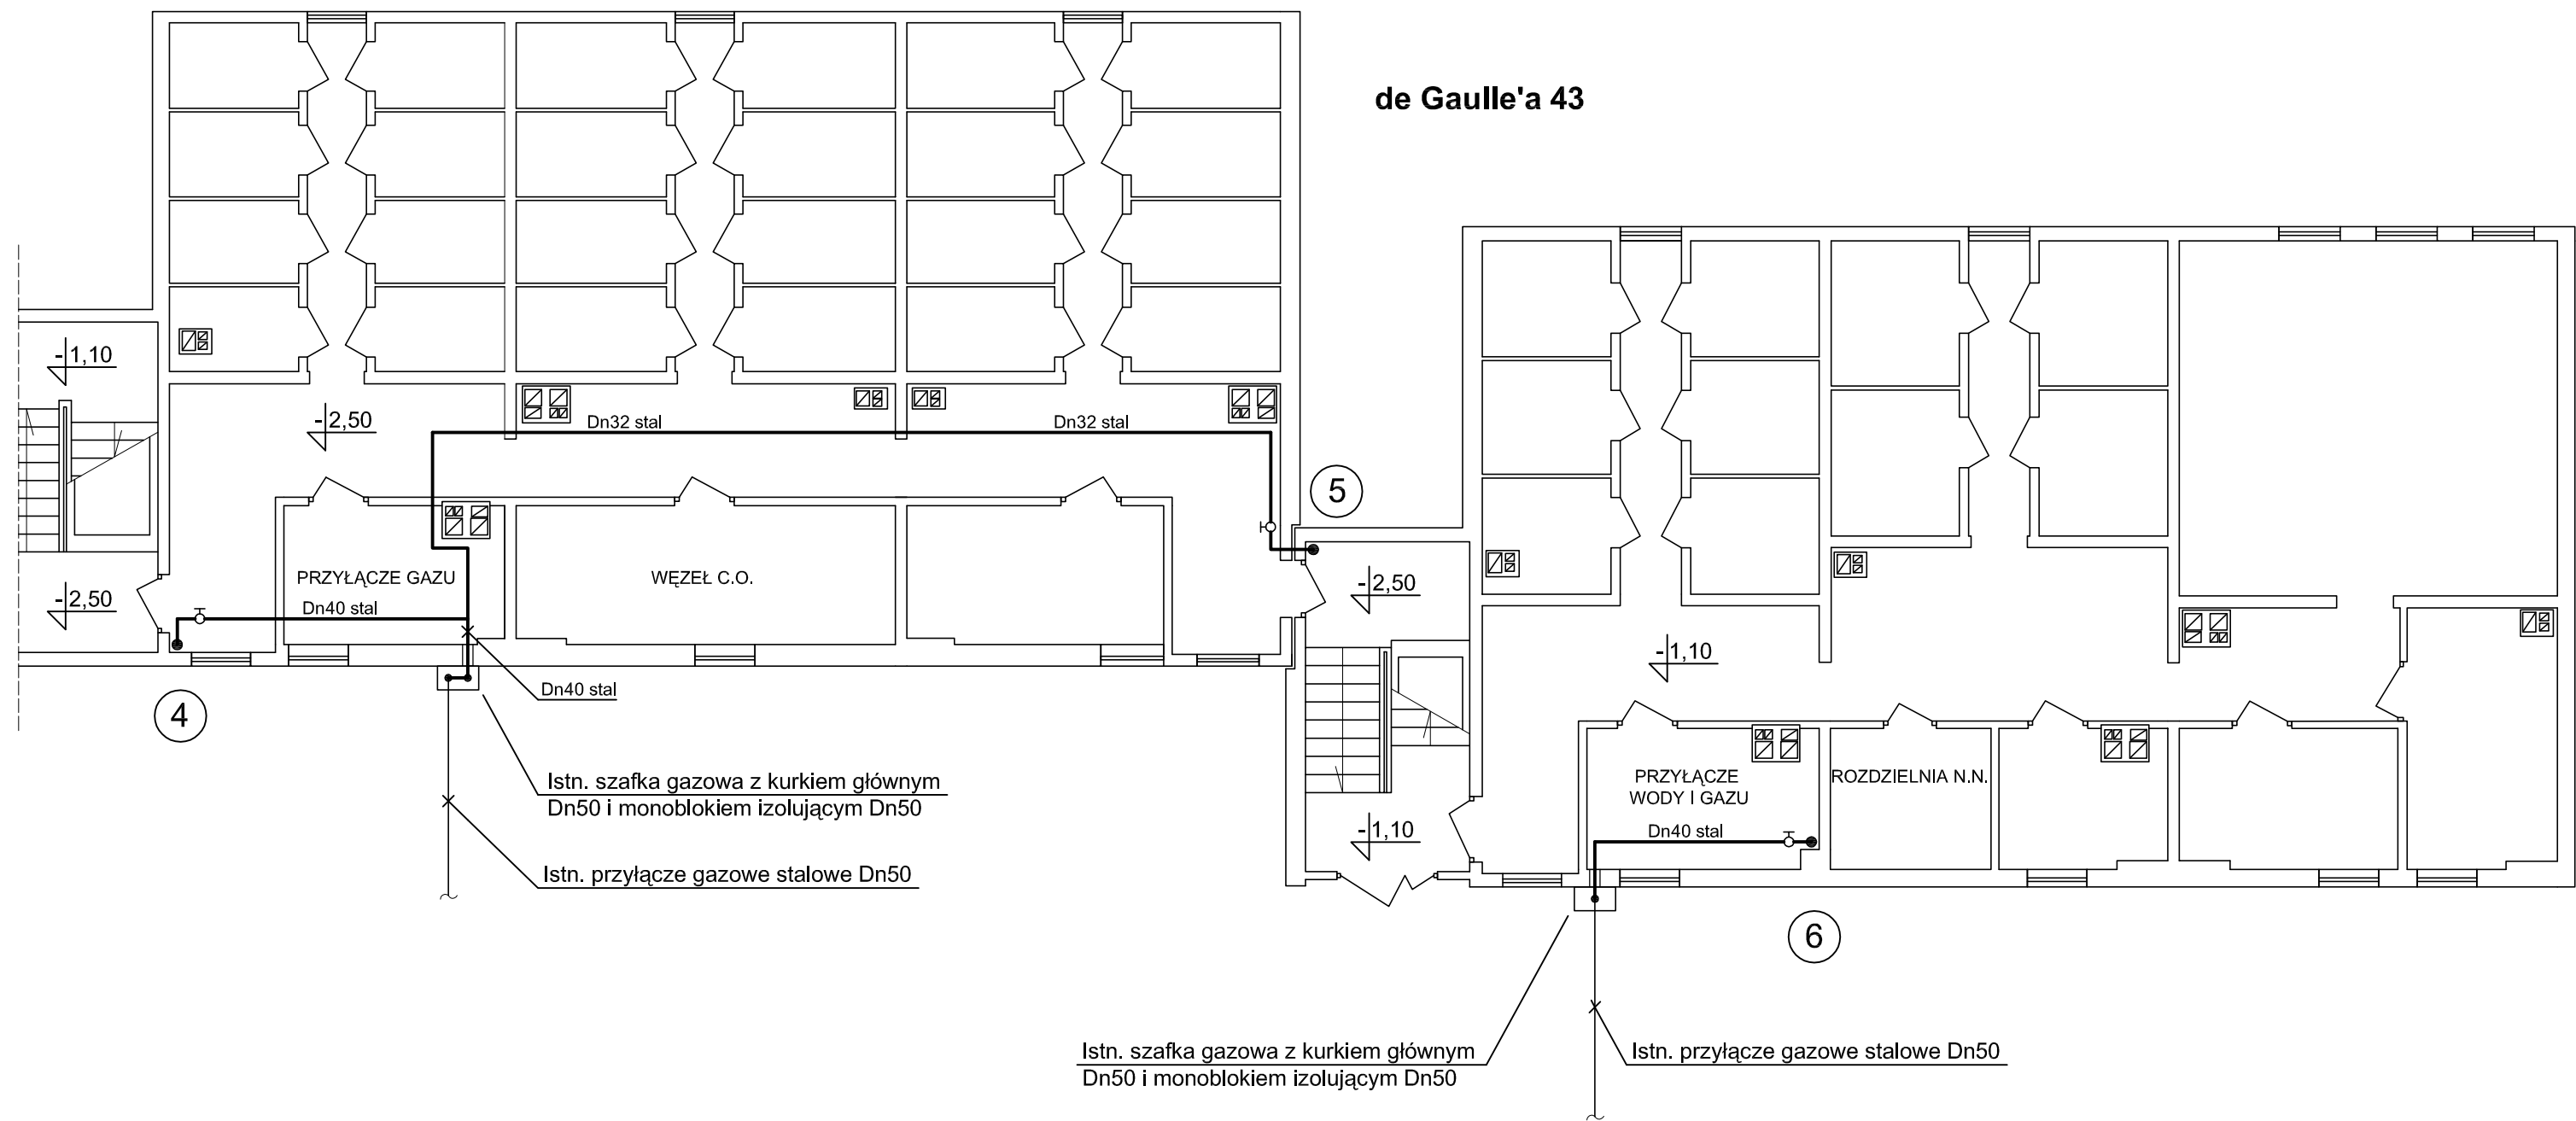 de Gaulle'a 43
-1,10
-2,50
Dn32 stal
Dn32 stal
5
PRZYŁĄCZE GAZU
WĘZEŁ C.O.
-2,50
-2,50
Dn40 stal
-1,10
Dn40 stal
4
Istn. szafka gazowa z kurkiem głównym
Dn50 i monoblokiem izolującym Dn50
PRZYŁĄCZE
WODY I GAZU
ROZDZIELNIA N.N.
-1,10
Dn40 stal
Istn. przyłącze gazowe stalowe Dn50
6
Istn. szafka gazowa z kurkiem głównym
Dn50 i monoblokiem izolującym Dn50
Istn. przyłącze gazowe stalowe Dn50